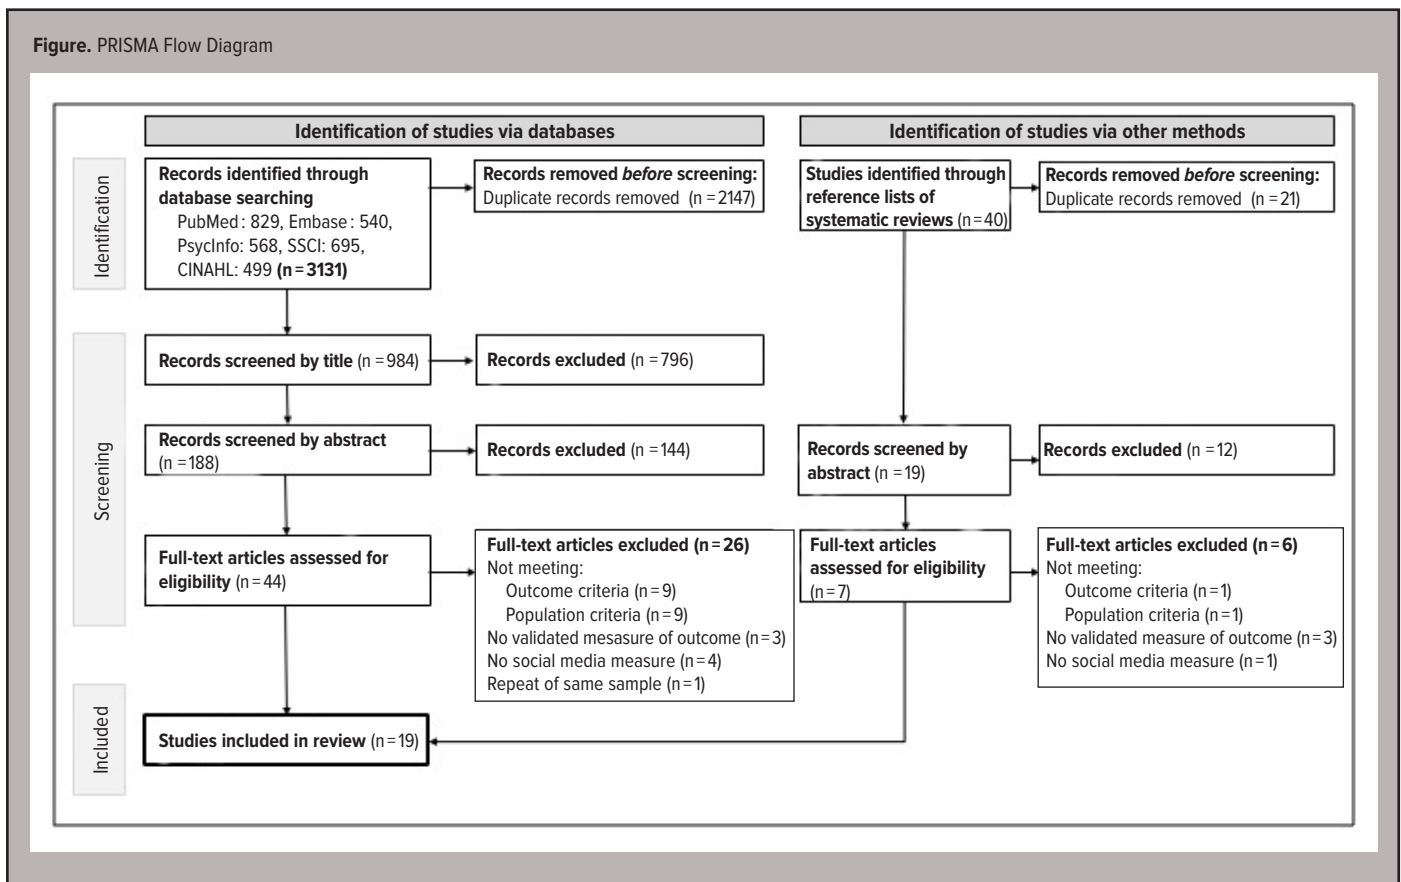 Figure. PRISMA Flow Diagram
Identification of studies via databases
Identification of studies via other methods
Identification
Records identified through
database searching
PubMed: 829, Embase: 540,
PsycInfo: 568, SSCI: 695,
CINAHL: 499 (n=3131)
Records removed before screening:
Duplicate records removed (n=2147)
Studies identified through
reference lists of
systematic reviews (n=40)
Records removed before screening:
Duplicate records removed (n=21)
Screening
Records screened by title (n=984)
Records excluded (n=796)
Records screened by abstract
(n=188)
Records excluded (n=144)
Records screened by
abstract (n=19)
Records excluded (n=12)
Full-text articles assessed for
eligibility (n=44)
Full-text articles excluded (n=26)
Not meeting:
Outcome criteria (n=9)
Population criteria (n=9)
No validated mesasure of outcome (n=3)
No social media measure (n=4)
Repeat of same sample (n=1)
Full-text articles
assessed for eligibility
(n=7)
Full-text articles excluded (n=6)
Not meeting:
Outcome criteria (n=1)
Population criteria (n=1)
No validated measure of outcome (n=3)
No social media measure (n=1)
Included
Studies included in review (n=19)